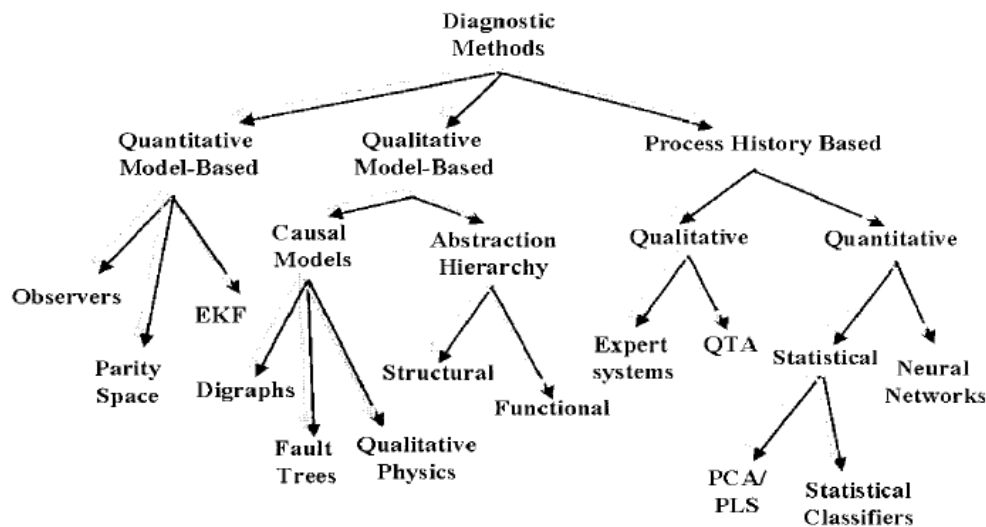 Diagnostic
Methods
Quantitative
Model-Based
Qualitative
Model-Based
Process History Based
Causal
Models
Abstraction
Hierarchy
Qualitative
Quantitative
Observers
EKF
Parity
Space
Digraphs
Fault
Trees
Qualitative
Physics
Structural
Functional
Expert
systems
QTA
Statistical
Neural
Networks
PCA/
PLS
Statistical
Classifiers